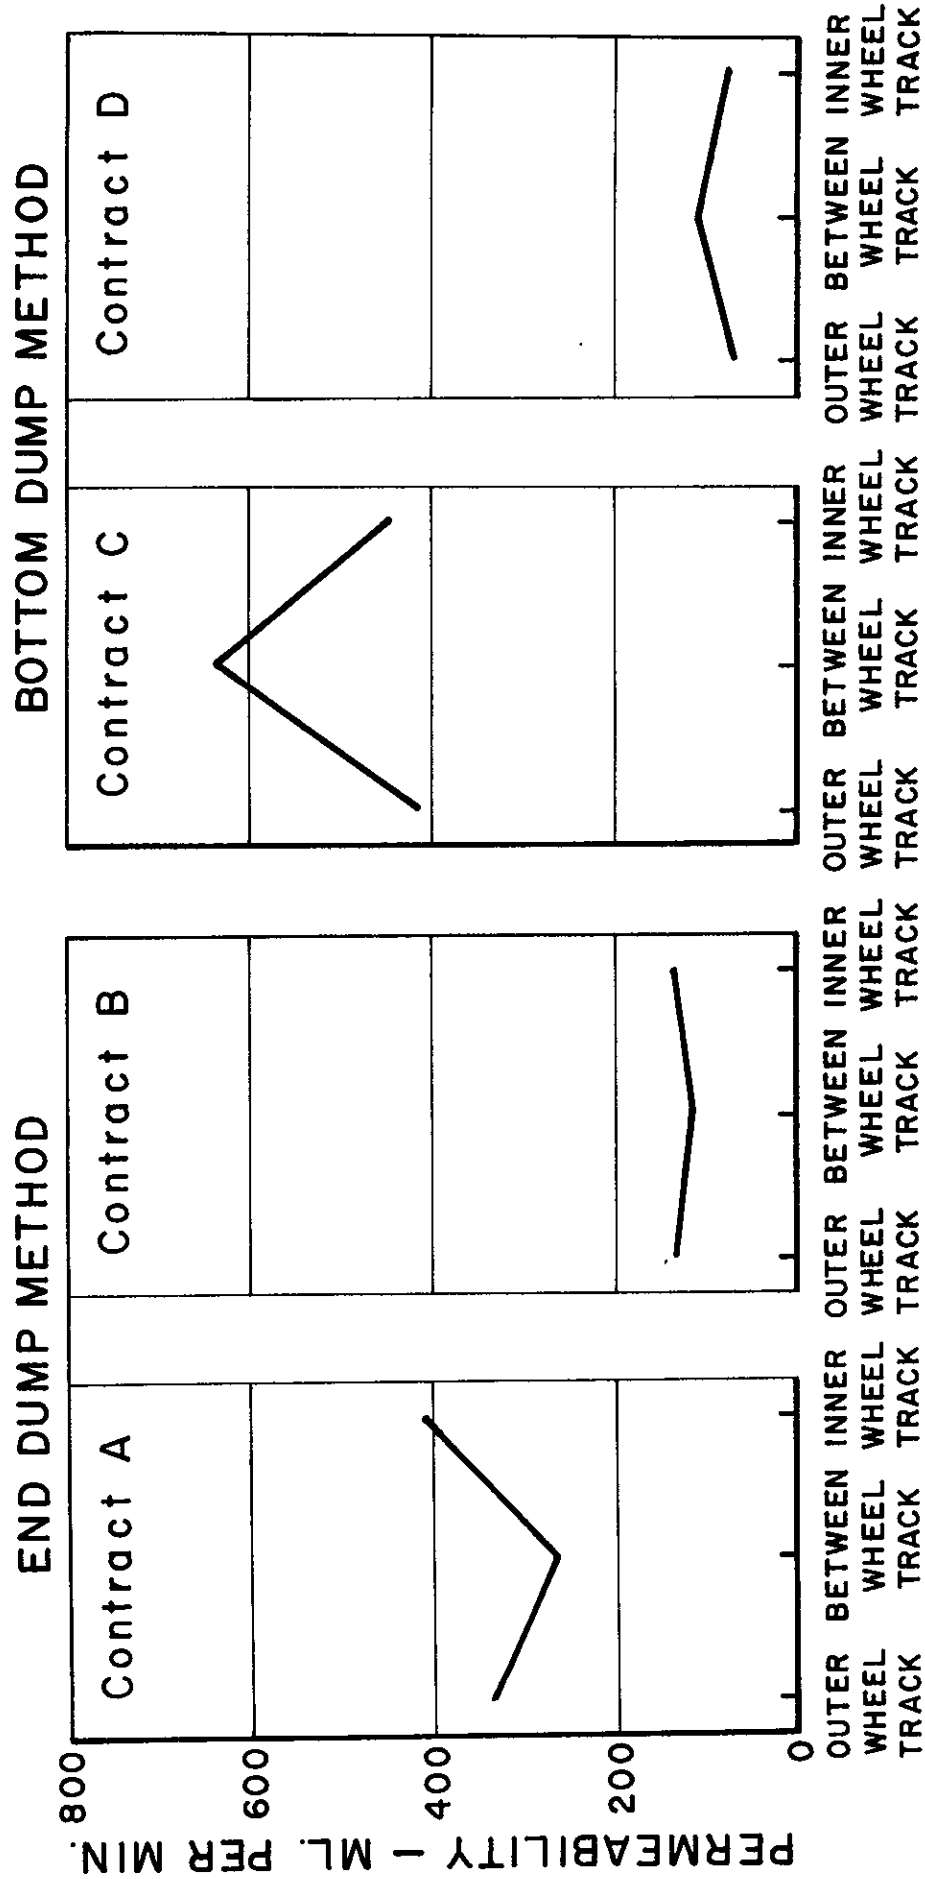 END DUMP METHOD
BOTTOM DUMP METHOD
Contract A
Contract B
Contract C
Contract D
800
600
400
200
0
PERMEABILITY – ML. PER MIN.
OUTER BETWEEN INNER
WHEEL WHEEL WHEEL
TRACK TRACK TRACK
OUTER BETWEEN INNER
WHEEL WHEEL WHEEL
TRACK TRACK TRACK
OUTER BETWEEN INNER
WHEEL WHEEL WHEEL
TRACK TRACK TRACK
OUTER BETWEEN INNER
WHEEL WHEEL WHEEL
TRACK TRACK TRACK